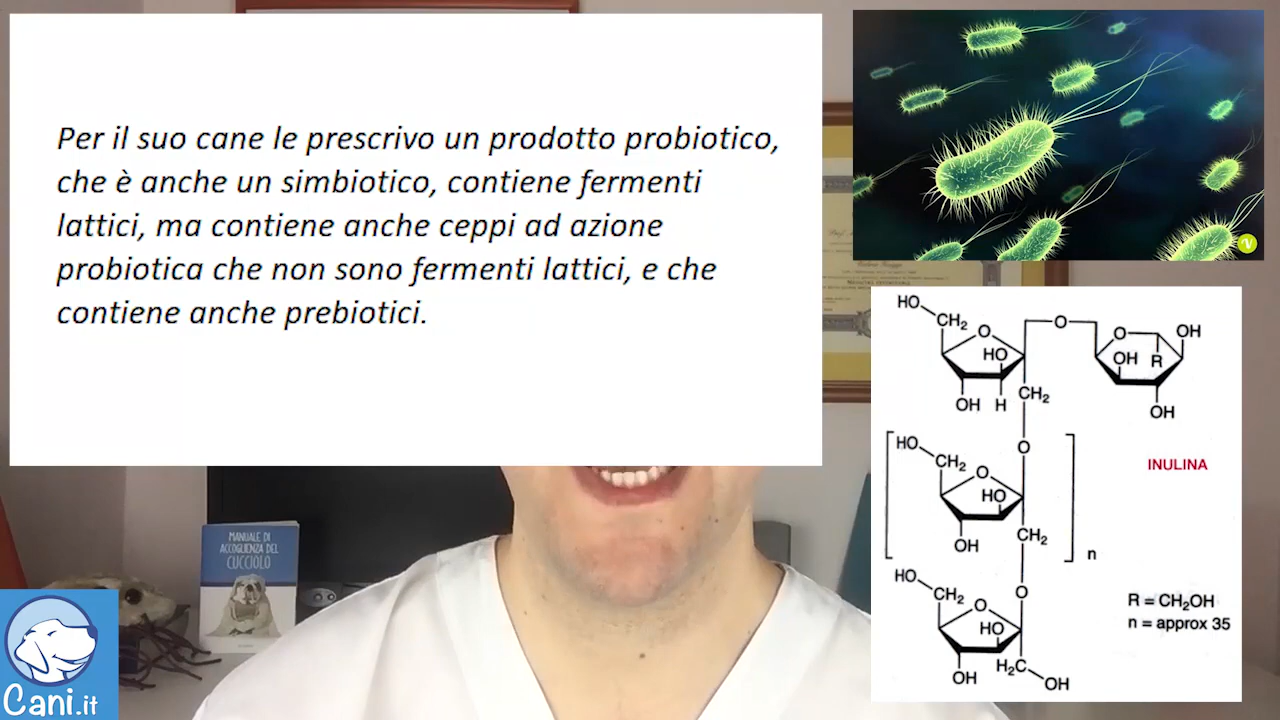 Per il suo cane le prescrivo un prodotto probiotico,
che è anche un simbiotico, contiene fermenti
lattici, ma contiene anche ceppi ad azione
probiotica che non sono fermenti lattici, e che
contiene anche prebiotici.
HO
CH2
O
HO
OH
H
CH2
O
O
OH
OH
R
OH
HO
CH2
O
HO
OH
CH2
n
INULINA
O
HO
CH2
O
HO
OH
H2C
OH
R = CH2OH
n = approx 35
MANUALE DI
ACCOGLIENZA DEL
CUCCIOLO
Cani.it
V